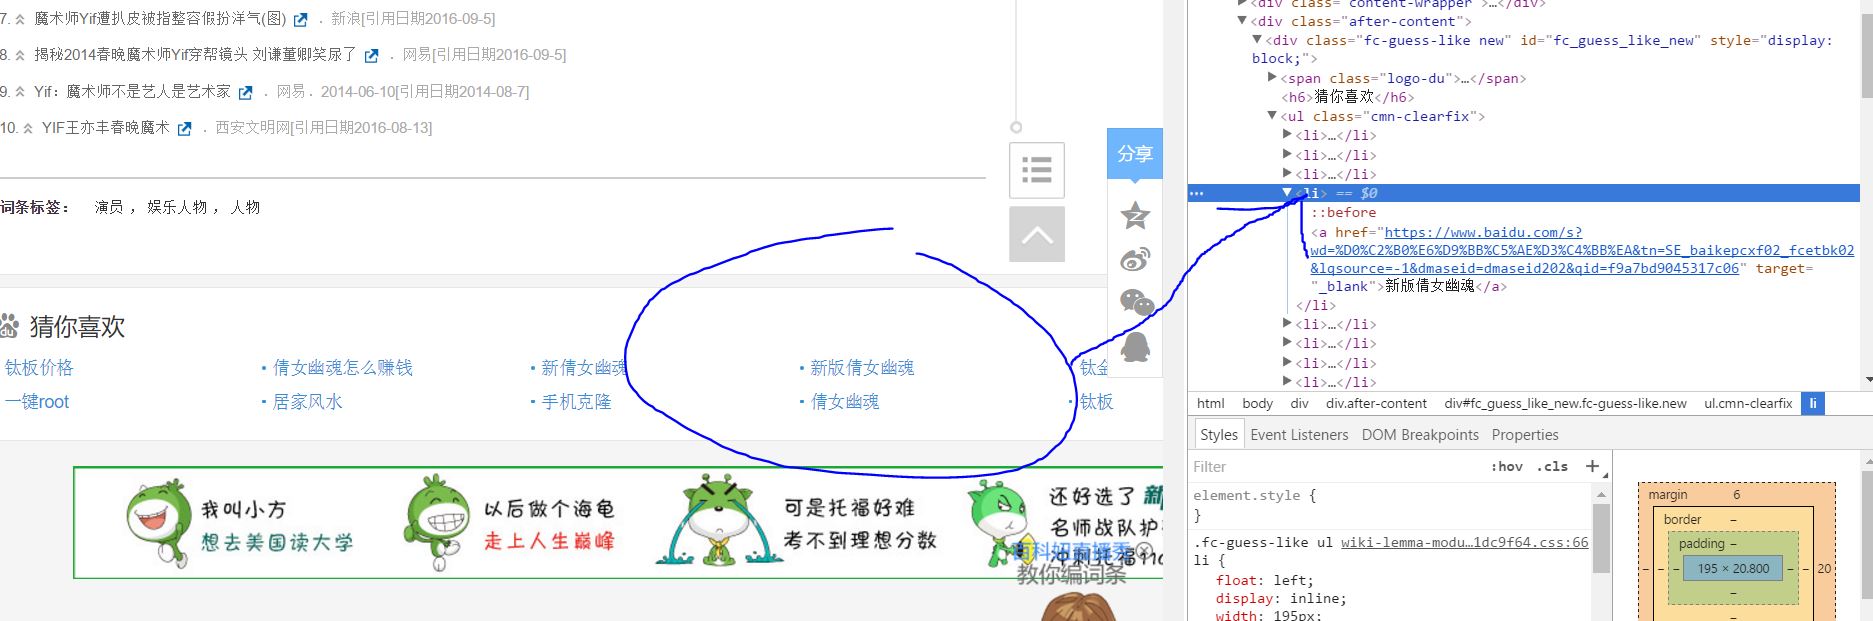 7. 魔术师Yif遭扒皮被指整容假扮洋气(图) . 新浪[引用日期2016-09-5]
8. 揭秘2014春晚魔术师Yif穿帮镜头 刘谦董卿笑尿了 . 网易[引用日期2016-09-5]
9. Yif：魔术师不是艺人是艺术家 . 网易．2014-06-10[引用日期2014-08-7]
10. YIF王亦丰春晚魔术 . 西安文明网[引用日期2016-08-13]
词条标签： 演员 ，娱乐人物 ，人物
分享
du 猜你喜欢
钛板价格 · 倩女幽魂怎么赚钱 · 新倩女幽魂 · 新版倩女幽魂 · 钛金
一键root · 居家风水 · 手机克隆 · 倩女幽魂 · 钛板
我叫小方
想去美国读大学
以后做个海龟
走上人生巅峰
可是托福好难
考不到理想分数
还好选了 新
名师战队护
百科妞直播秀
教你编词条
<div class="content-wrapper">…</div>
<div class="after-content">
<div class="fc-guess-like new" id="fc_guess_like_new" style="display:
block;">
<span class="logo-du">…</span>
<h6>猜你喜欢</h6>
<ul class="cmn-clearfix">
<li>…</li>
<li>…</li>
<li>…</li>
… <li> == $0
::before
<a href="https://www.baidu.com/s?
wd=%D0%C2%B0%E6%D9%BB%C5%AE%D3%C4%BB%EA&tn=SE_baikepcxf02_fcetbk02
&lqsource=-1&dmaseid=dmaseid202&qid=f9a7bd9045317c06" target=
"_blank">新版倩女幽魂</a>
</li>
<li>…</li>
<li>…</li>
<li>…</li>
<li>…</li>
html body div div.after-content div#fc_guess_like_new.fc-guess-like.new ul.cmn-clearfix li
Styles Event Listeners DOM Breakpoints Properties
Filter :hov .cls +
element.style {
}
.fc-guess-like ul wiki-lemma-modu…1dc9f64.css:66
li {
float: left;
display: inline;
width: 195px;
margin 6
border –
padding –
– – – 195 × 20.800 – – 20
–